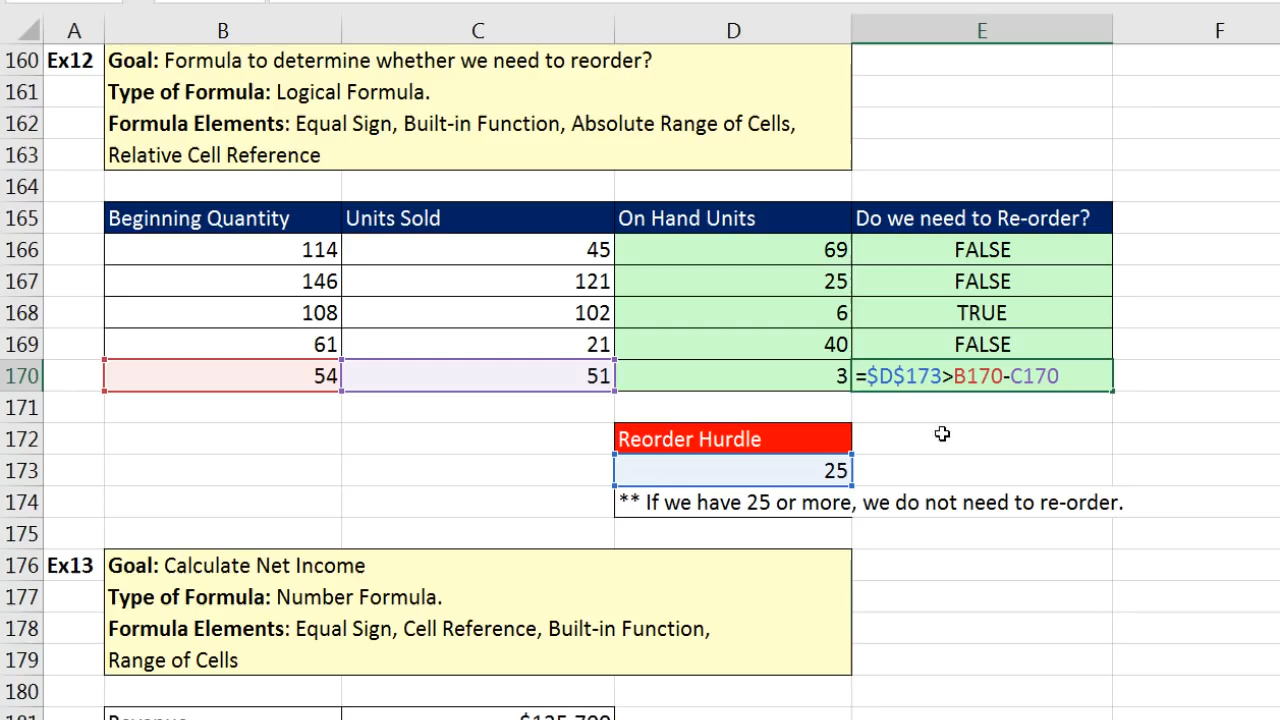 A B C D E F
160 Ex12 Goal: Formula to determine whether we need to reorder?
161 Type of Formula: Logical Formula.
162 Formula Elements: Equal Sign, Built-in Function, Absolute Range of Cells,
163 Relative Cell Reference
164
165 Beginning Quantity Units Sold On Hand Units Do we need to Re-order?
166 114 45 69 FALSE
167 146 121 25 FALSE
168 108 102 6 TRUE
169 61 21 40 FALSE
170 54 51 3 =$D$173>B170-C170
171
172 Reorder Hurdle
173 25
174 ** If we have 25 or more, we do not need to re-order.
175
176 Ex13 Goal: Calculate Net Income
177 Type of Formula: Number Formula.
178 Formula Elements: Equal Sign, Cell Reference, Built-in Function,
179 Range of Cells
180
181 Revenue $125,700